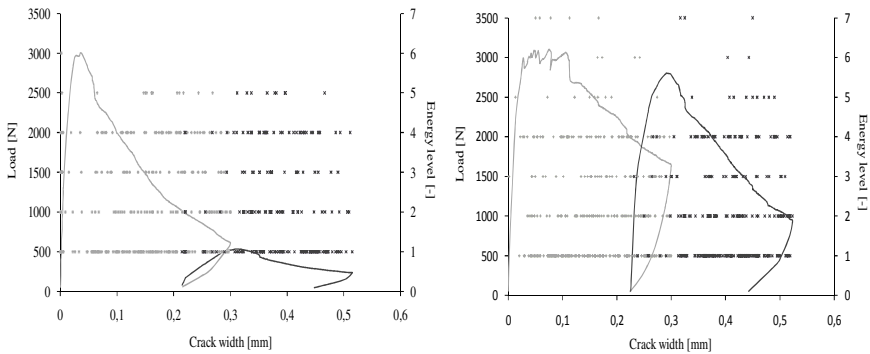 3500 7
3000 6
2500 5
2000 4
1500 3
1000 2
500 1
0 0
Load [N]
Energy level [-]
0 0,1 0,2 0,3 0,4 0,5 0,6
Crack width [mm]
3500 7
3000 6
2500 5
2000 4
1500 3
1000 2
500 1
0 0
Load [N]
Energy level [-]
0 0,1 0,2 0,3 0,4 0,5 0,6
Crack width [mm]